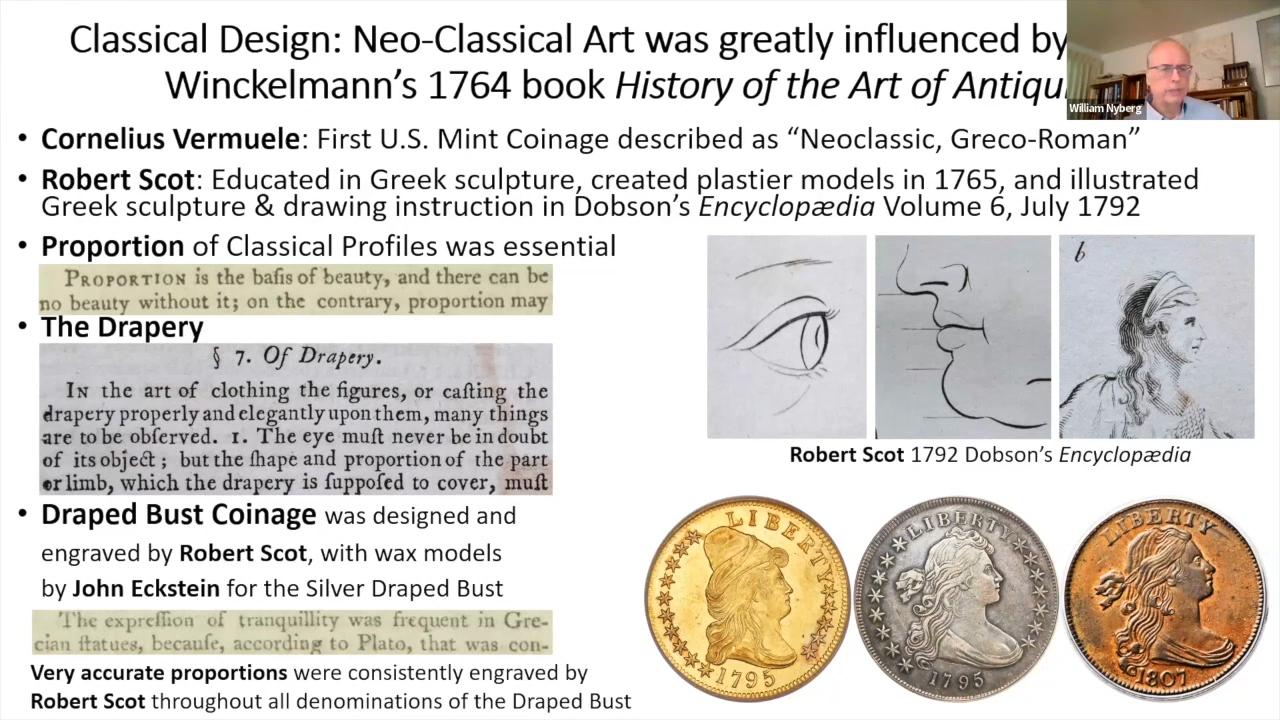 Classical Design: Neo-Classical Art was greatly influenced by
Winckelmann's 1764 book History of the Art of
William Nyberg
• Cornelius Vermuele: First U.S. Mint Coinage described as “Neoclassic, Greco-Roman”
• Robert Scot: Educated in Greek sculpture, created plastier models in 1765, and illustrated
Greek sculpture & drawing instruction in Dobson's Encyclopædia Volume 6, July 1792
• Proportion of Classical Profiles was essential
PROPORTION is the baſis of beauty, and there can be
no beauty without it; on the contrary, proportion may
• The Drapery
§ 7. Of Drapery.
IN the art of clothing the figures, or caſting the
drapery properly and elegantly upon them, many things
are to be obſerved. 1. The eye muſt never be in doubt
of its object; but the ſhape and proportion of the part
or limb, which the drapery is ſuppoſed to cover, muſt
b
Robert Scot 1792 Dobson's Encyclopædia
• Draped Bust Coinage was designed and
engraved by Robert Scot, with wax models
by John Eckstein for the Silver Draped Bust
The expreſſion of tranquillity was frequent in Gre-
cian ſtatues, becauſe, according to Plato, that was con-
Very accurate proportions were consistently engraved by
Robert Scot throughout all denominations of the Draped Bust
LIBERTY
1795
LIBERTY
1795
LIBERTY
1807